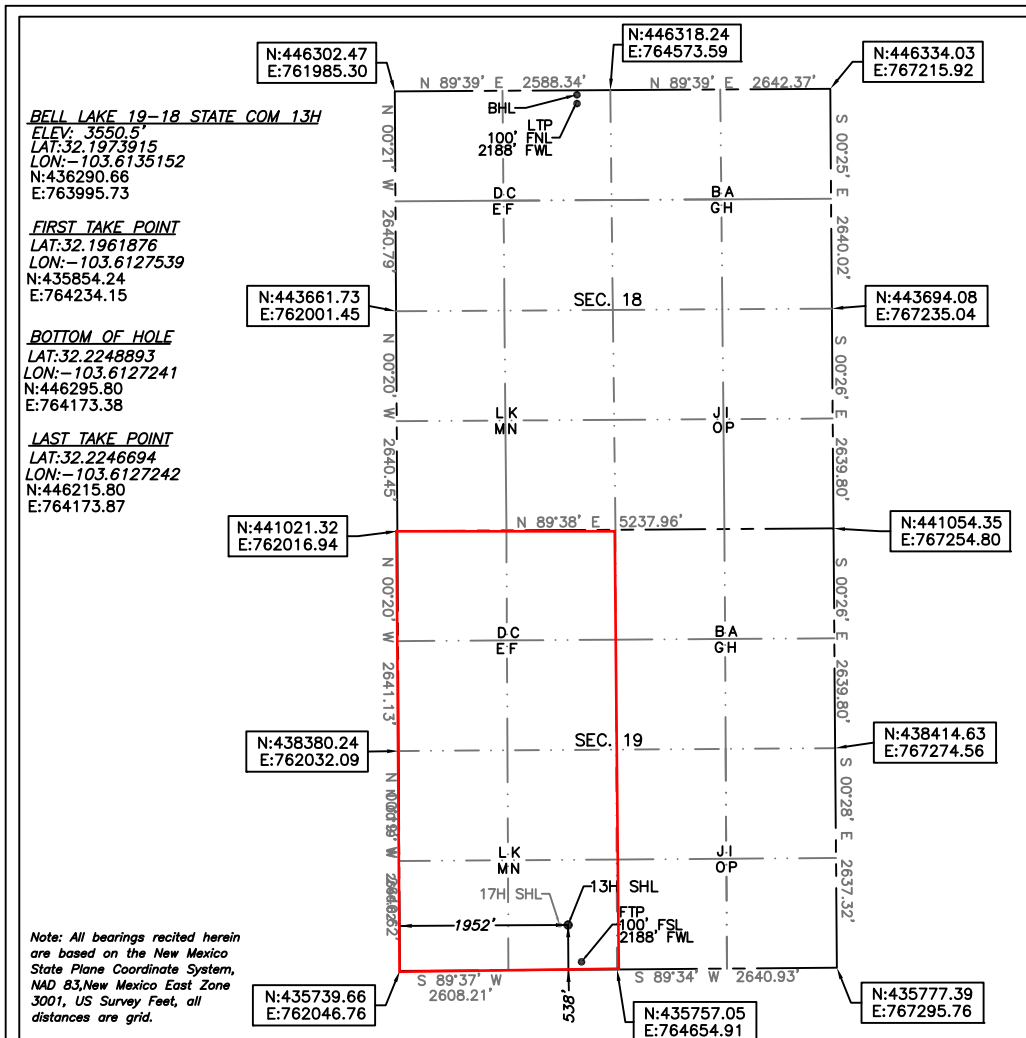 N:446302.47
E:761985.30
N:446318.24
E:764573.59
N:446334.03
E:767215.92
N 89°39' E 2588.34'
N 89°39' E 2642.37'
BELL LAKE 19-18 STATE COM 13H
ELEV: 3550.5'
LAT:32.1973915
LON:-103.6135152
N:436290.66
E:763995.73
FIRST TAKE POINT
LAT:32.1961876
LON:-103.6127539
N:435854.24
E:764234.15
BOTTOM OF HOLE
LAT:32.2248893
LON:-103.6127241
N:446295.80
E:764173.38
LAST TAKE POINT
LAT:32.2246694
LON:-103.6127242
N:446215.80
E:764173.87
BHL
LTP
100' FNL
2188' FWL
N 00°21' W 2640.79'
S 00°25' E 2640.02'
D C
E F
B A
G H
N:443661.73
E:762001.45
SEC. 18
N:443694.08
E:767235.04
N 00°20' W 2640.45'
S 00°26' E 2639.80'
L K
M N
J I
O P
N:441021.32
E:762016.94
N 89°38' E 5237.96'
N:441054.35
E:767254.80
N 00°20' W 2641.13'
S 00°26' E 2639.80'
D C
E F
B A
G H
N:438380.24
E:762032.09
SEC. 19
N:438414.63
E:767274.56
S 00°28' E 2637.32'
L K
M N
J I
O P
17H SHL
13H SHL
FTP
100' FSL
2188' FWL
1952'
538'
S 89°37' W
2608.21'
S 89°34' W 2640.93'
N:435739.66
E:762046.76
N:435757.05
E:764654.91
N:435777.39
E:767295.76
Note: All bearings recited herein
are based on the New Mexico
State Plane Coordinate System,
NAD 83,New Mexico East Zone
3001, US Survey Feet, all
distances are grid.